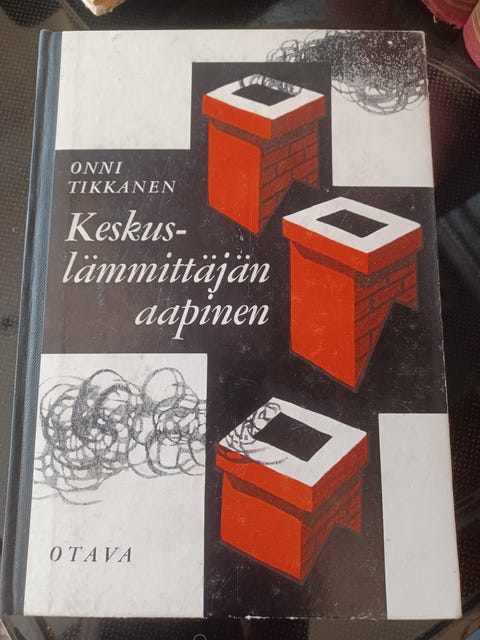 ONNI
TIKKANEN
Keskus-
lämmittäjän
aapinen
OTAVA